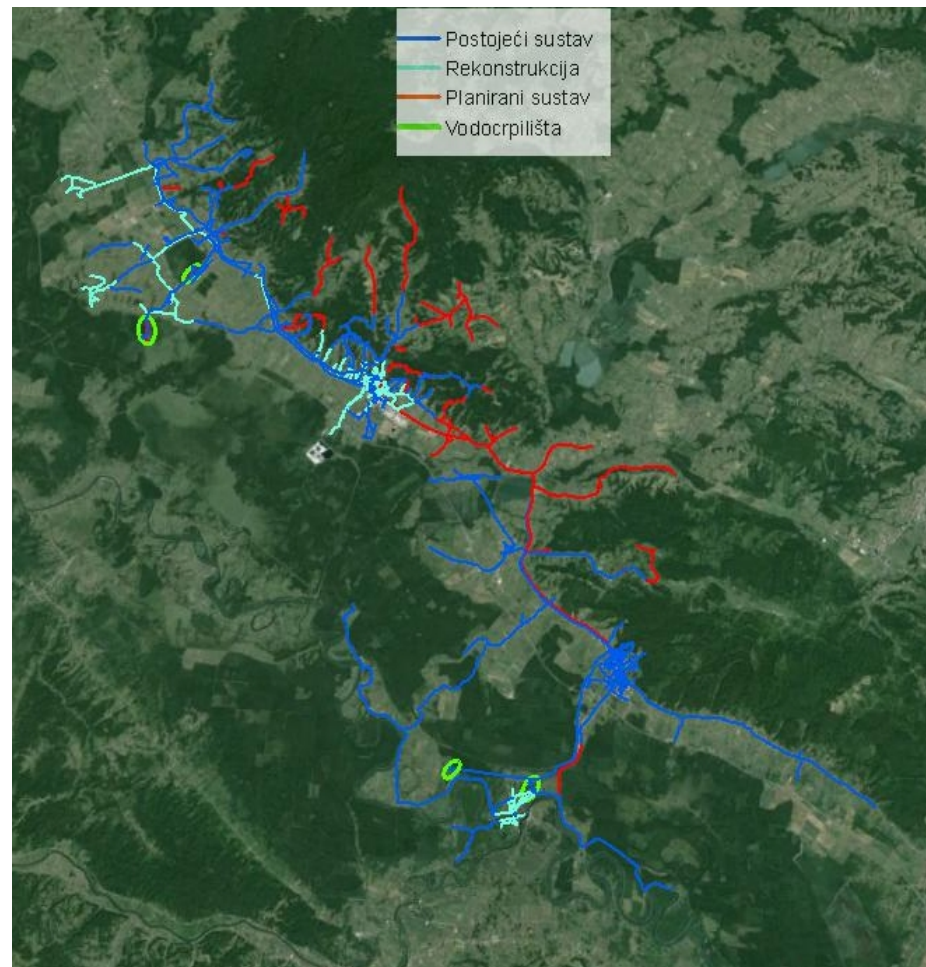 Postojeći sustav
Rekonstrukcija
Planirani sustav
Vodocrpilišta